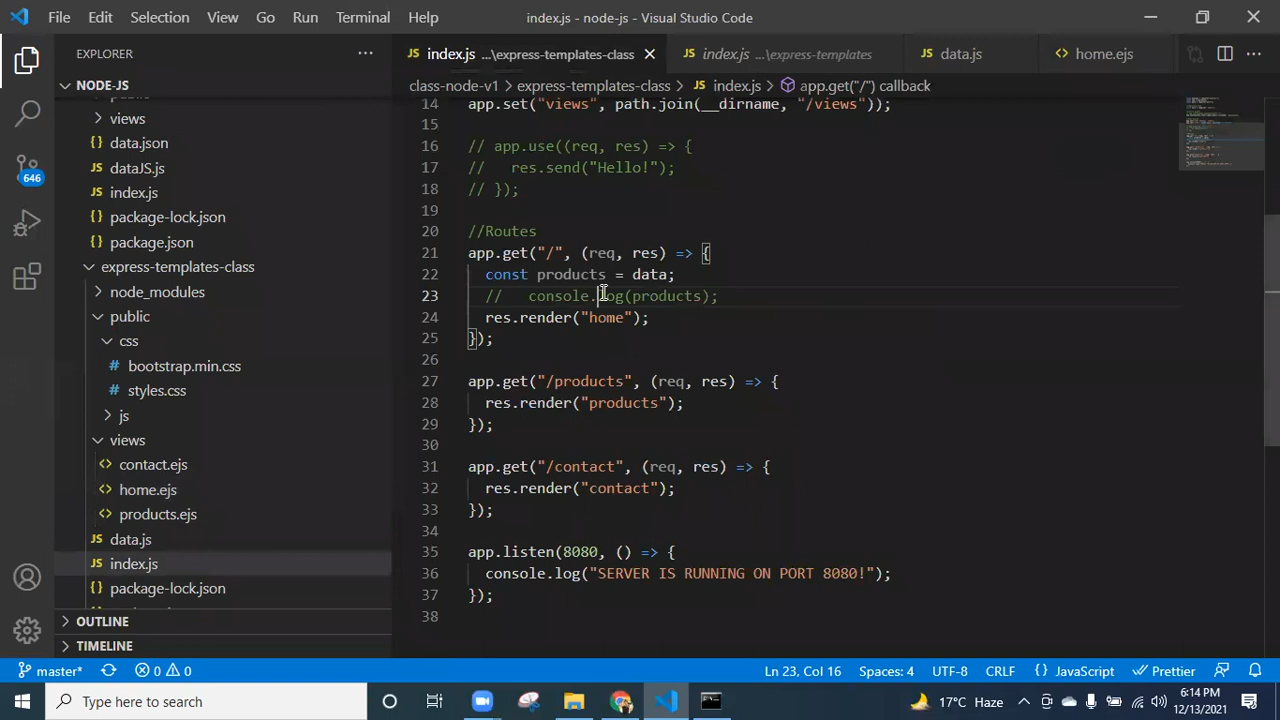 File Edit Selection View Go Run Terminal Help
index.js - node-js - Visual Studio Code
EXPLORER
index.js ...\express-templates-class
index.js ...\express-templates
data.js
home.ejs
NODE-JS
class-node-v1 > express-templates-class > JS index.js > app.get("/") callback
views
{} data.json
JS dataJS.js
JS index.js
{} package-lock.json
{} package.json
express-templates-class
node_modules
public
css
# bootstrap.min.css
# styles.css
js
views
contact.ejs
home.ejs
products.ejs
JS data.js
JS index.js
{} package-lock.json
OUTLINE
TIMELINE
646
14 app.set("views", path.join(__dirname, "/views"));
15
16 // app.use((req, res) => {
17 //   res.send("Hello!");
18 // });
19
20 //Routes
21 app.get("/", (req, res) => {
22   const products = data;
23   //   console.log(products);
24   res.render("home");
25 });
26
27 app.get("/products", (req, res) => {
28   res.render("products");
29 });
30
31 app.get("/contact", (req, res) => {
32   res.render("contact");
33 });
34
35 app.listen(8080, () => {
36   console.log("SERVER IS RUNNING ON PORT 8080!");
37 });
38
master* 0 0 Ln 23, Col 16 Spaces: 4 UTF-8 CRLF {} JavaScript Prettier
Type here to search
17°C Haze
6:14 PM
12/13/2021